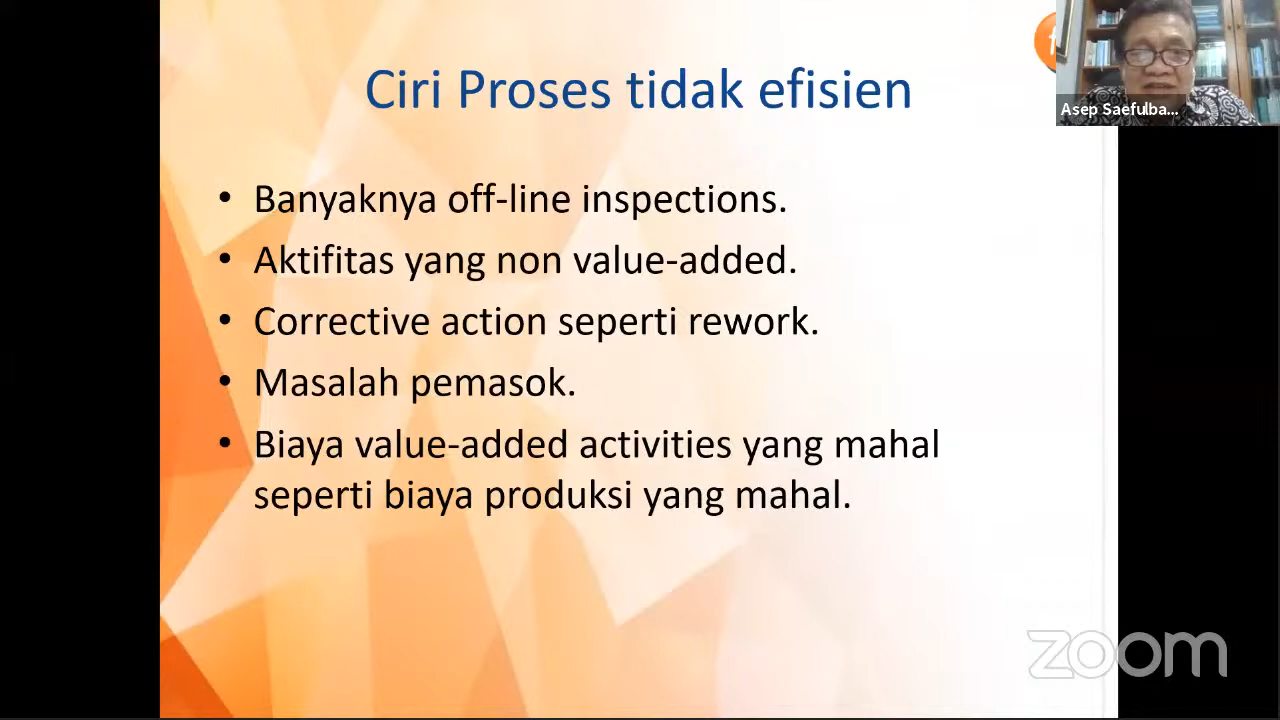 Ciri Proses tidak efisien
Asep Saefulba...
• Banyaknya off-line inspections.
• Aktifitas yang non value-added.
• Corrective action seperti rework.
• Masalah pemasok.
• Biaya value-added activities yang mahal
seperti biaya produksi yang mahal.
zoom